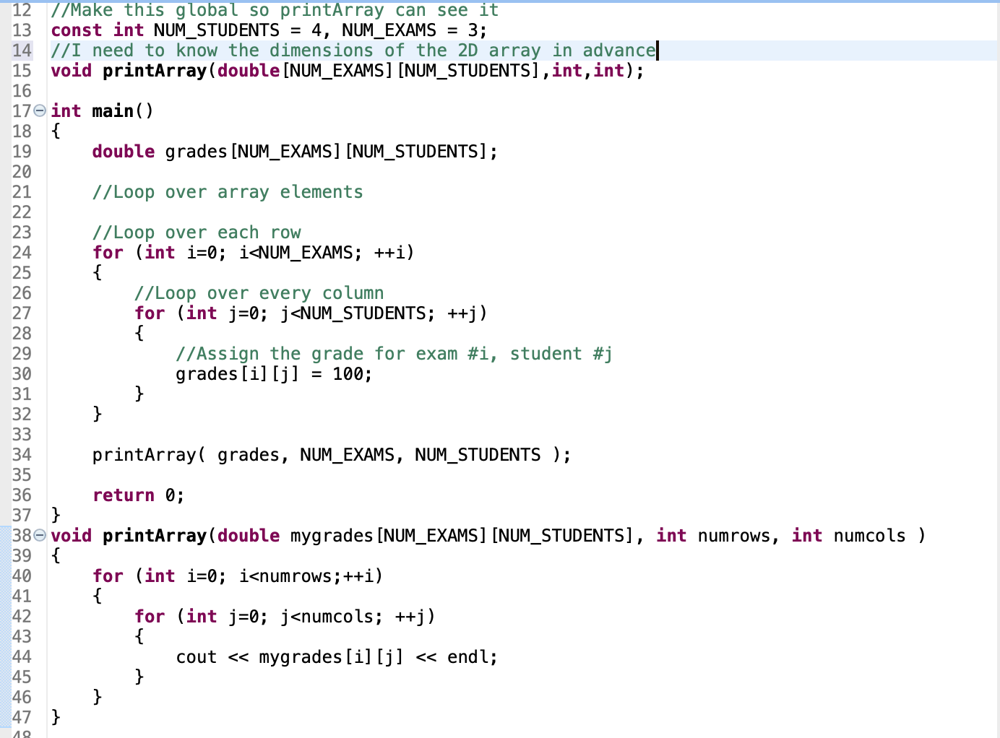 12 //Make this global so printArray can see it
13 const int NUM_STUDENTS = 4, NUM_EXAMS = 3;
14 //I need to know the dimensions of the 2D array in advance
15 void printArray(double[NUM_EXAMS][NUM_STUDENTS],int,int);
16
17 int main()
18 {
19     double grades[NUM_EXAMS][NUM_STUDENTS];
20
21     //Loop over array elements
22
23     //Loop over each row
24     for (int i=0; i<NUM_EXAMS; ++i)
25     {
26         //Loop over every column
27         for (int j=0; j<NUM_STUDENTS; ++j)
28         {
29             //Assign the grade for exam #i, student #j
30             grades[i][j] = 100;
31         }
32     }
33
34     printArray( grades, NUM_EXAMS, NUM_STUDENTS );
35
36     return 0;
37 }
38 void printArray(double mygrades[NUM_EXAMS][NUM_STUDENTS], int numrows, int numcols )
39 {
40     for (int i=0; i<numrows;++i)
41     {
42         for (int j=0; j<numcols; ++j)
43         {
44             cout << mygrades[i][j] << endl;
45         }
46     }
47 }
48